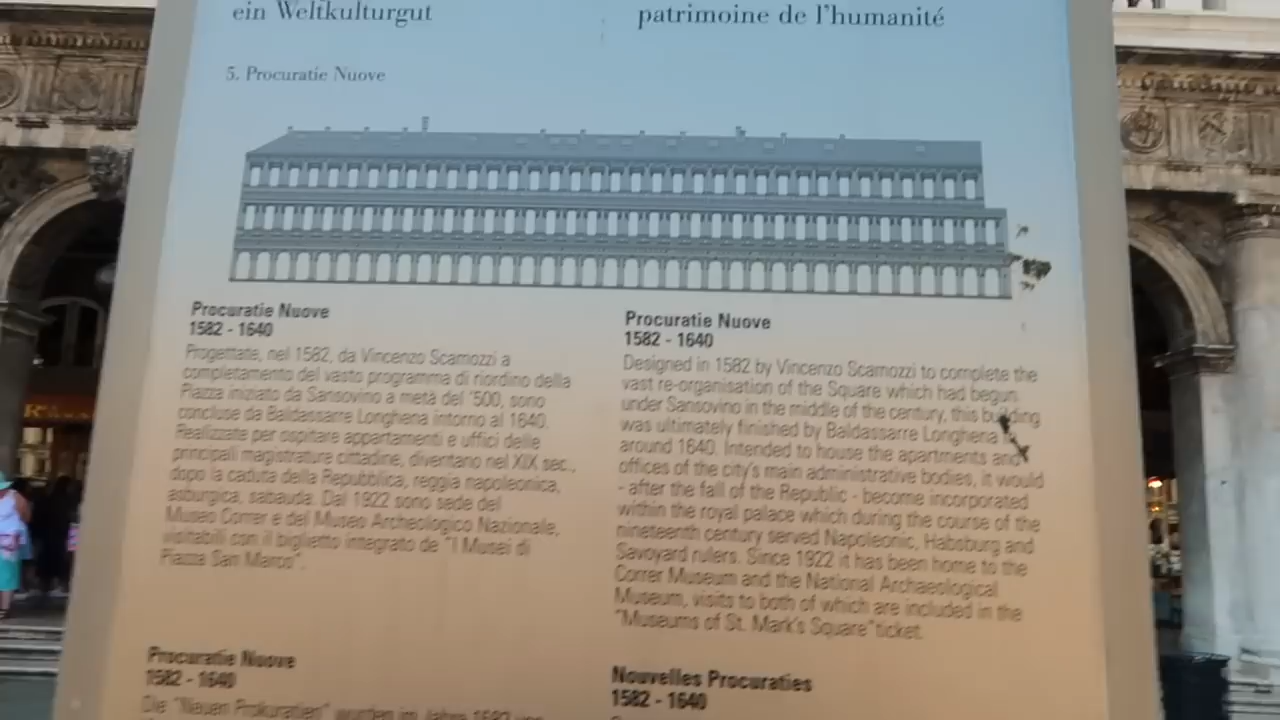 ein Weltkulturgut
patrimoine de l'humanité
5. Procuratie Nuove
Procuratie Nuove
1582 - 1640
Progettate, nel 1582, da Vincenzo Scamozzi a
completamento del vasto programma di riordino della
Piazza iniziato da Sansovino a metà del '500, sono
concluse da Baldassarre Longhena intorno al 1640.
Realizzate per ospitare appartamenti e uffici delle
principali magistrature cittadine, diventano nel XIX sec.,
dopo la caduta della Repubblica, reggia napoleonica,
asburgica, sabauda. Dal 1922 sono sede del
Museo Correr e del Museo Archeologico Nazionale,
visitabili con il biglietto integrato de "I Musei di
Piazza San Marco".
Procuratie Nuove
1582 - 1640
Designed in 1582 by Vincenzo Scamozzi to complete the
vast re-organisation of the Square which had begun
under Sansovino in the middle of the century, this building
was ultimately finished by Baldassarre Longhena in
around 1640. Intended to house the apartments and
offices of the city's main administrative bodies, it would
- after the fall of the Republic - become incorporated
within the royal palace which during the course of the
nineteenth century served Napoleonic, Habsburg and
Savoyard rulers. Since 1922 it has been home to the
Correr Museum and the National Archaeological
Museum, visits to both of which are included in the
"Museums of St. Mark's Square" ticket.
Procuratie Nuove
1582 - 1640
Die "Neuen Prokuratien" wurden im Jahre 1582 von
Nouvelles Procuraties
1582 - 1640